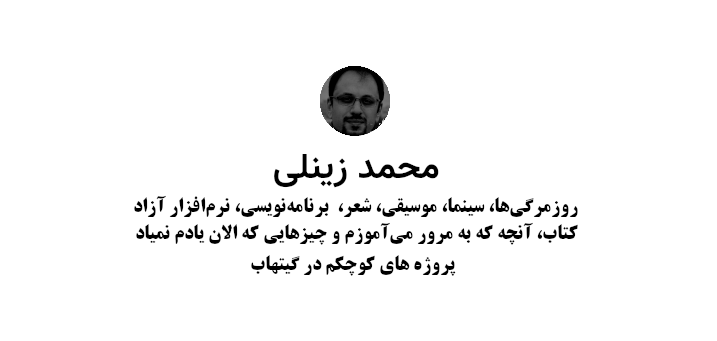 محمد زینلی
روزمرگی‌ها، سینما، موسیقی، شعر، برنامه‌نویسی، نرم‌افزار آزاد
کتاب، آنچه که به مرور می‌آموزم و چیزهایی که الان یادم نمیاد
پروژه های کوچکم در گیتهاب